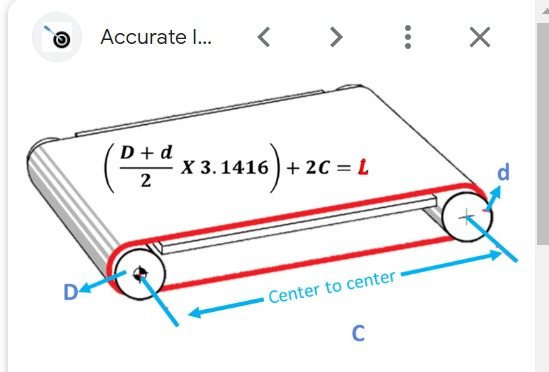 Accurate I...
(D + d / 2 X 3.1416) + 2C = L
d
D
Center to center
C